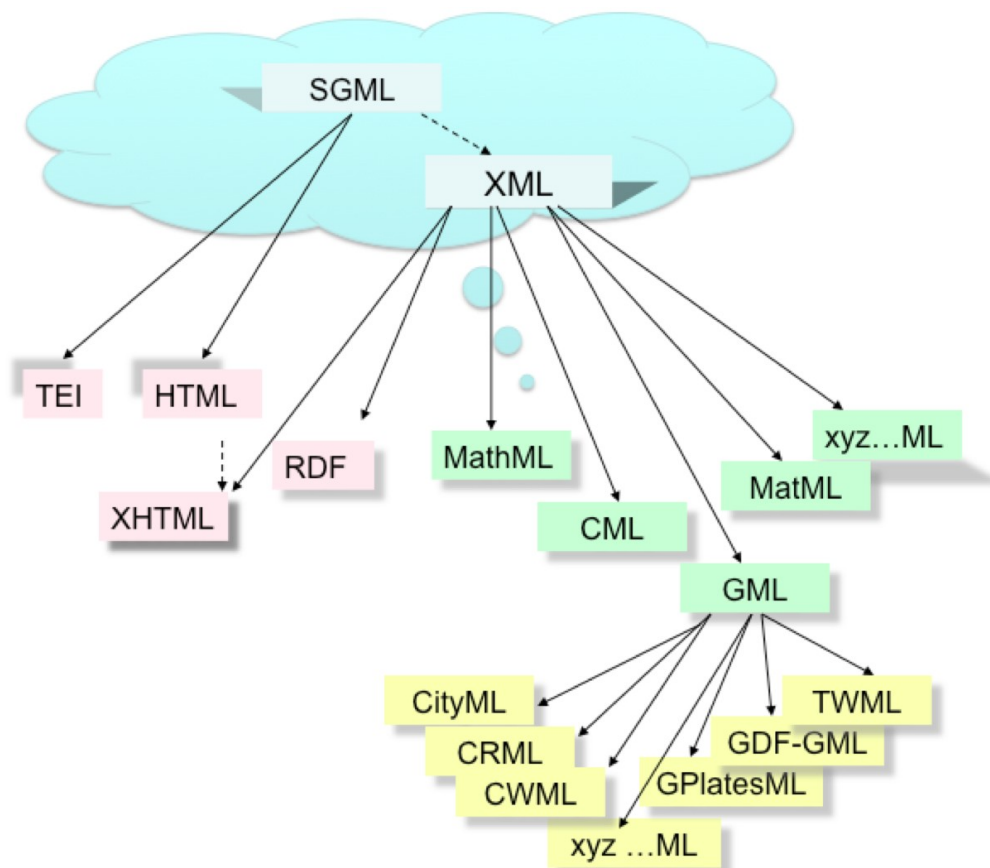 SGML
XML
TEI
HTML
XHTML
RDF
MathML
CML
xyz...ML
MatML
GML
CityML
CRML
CWML
xyz ...ML
GPlatesML
GDF-GML
TWML